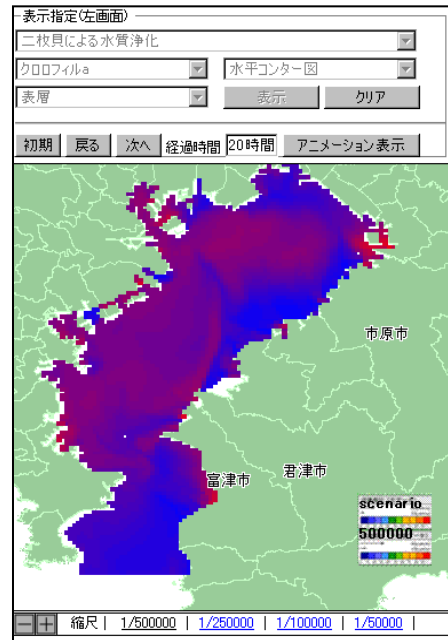 表示指定(左画面)
二枚貝による水質浄化
クロロフィルa 水平コンター図
表層 表示 クリア
初期 戻る 次へ 経過時間 20時間 アニメーション表示
市原市
富津市 君津市
scenario
500000
縮尺 | 1/500000 | 1/250000 | 1/100000 | 1/50000 |